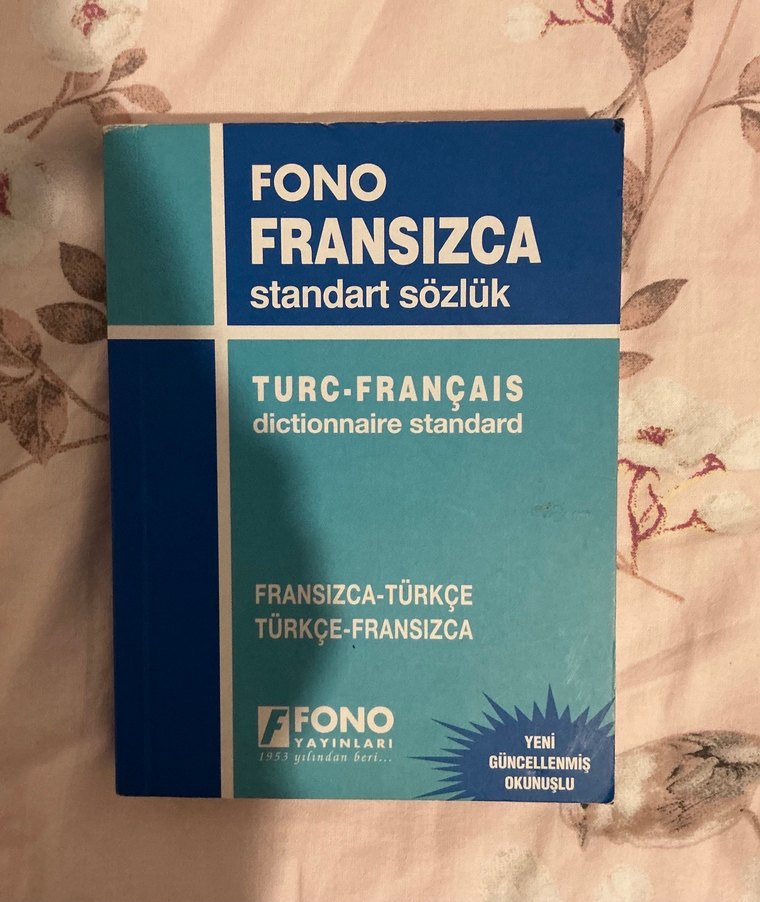 FONO
FRANSIZCA
standart sözlük
TURC-FRANÇAIS
dictionnaire standard
FRANSIZCA-TÜRKÇE
TÜRKÇE-FRANSIZCA
F FONO
YAYINLARI
1953 yılından beri...
YENİ
GÜNCELLENMİŞ
OKUNUŞLU